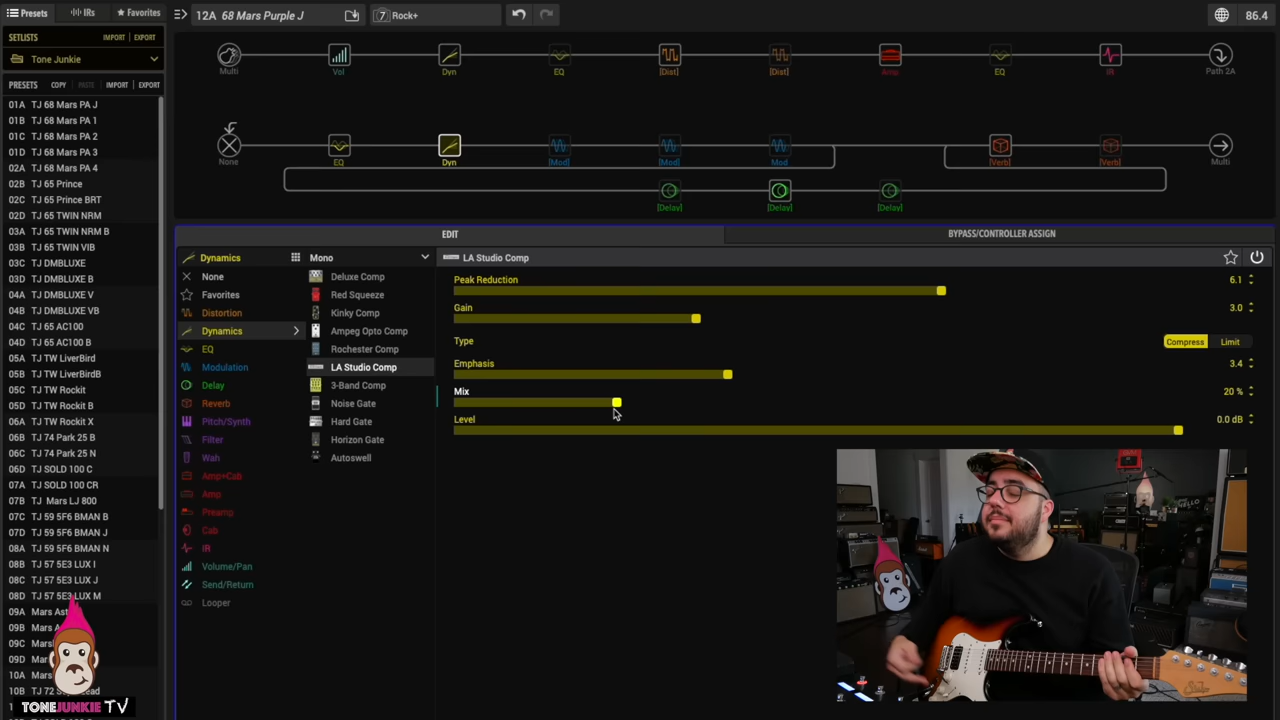 Presets IRs Favorites
12A 68 Mars Purple J
7 Rock+
86.4
SETLISTS IMPORT EXPORT
Tone Junkie
PRESETS COPY PASTE IMPORT EXPORT
01A TJ 68 Mars PA J
01B TJ 68 Mars PA 1
01C TJ 68 Mars PA 2
01D TJ 68 Mars PA 3
02A TJ 68 Mars PA 4
02B TJ 65 Prince
02C TJ 65 Prince BRT
02D TJ 65 TWIN NRM
03A TJ 65 TWIN NRM B
03B TJ 65 TWIN VIB
03C TJ DMBLUXE
03D TJ DMBLUXE B
04A TJ DMBLUXE V
04B TJ DMBLUXE VB
04C TJ 65 AC100
04D TJ 65 AC100 B
05A TJ TW LiverBird
05B TJ TW LiverBirdB
05C TJ TW Rockit
05D TJ TW Rockit B
06A TJ TW Rockit X
06B TJ 74 Park 25 B
06C TJ 74 Park 25 N
06D TJ SOLD 100 C
07A TJ SOLD 100 CR
07B TJ Mars LJ 800
07C TJ 59 5F6 BMAN B
07D TJ 59 5F6 BMAN J
08A TJ 59 5F6 BMAN N
08B TJ 57 5E3 LUX I
08C TJ 57 5E3 LUX J
08D TJ 57 5E3 LUX M
09A Mars
09B Mars
09C Mars
09D Mar
10A
10B TJ 72
TONEJUNKIE TV
Multi Vol Dyn EQ [Dist] [Dist] Amp EQ IR Path 2A
None EQ Dyn [Mod] [Mod] Mod [Verb] [Verb] Multi
[Delay] [Delay] [Delay]
EDIT BYPASS/CONTROLLER ASSIGN
Dynamics
None
Favorites
Distortion
Dynamics
EQ
Modulation
Delay
Reverb
Pitch/Synth
Filter
Wah
Amp+Cab
Amp
Preamp
Cab
IR
Volume/Pan
Send/Return
Looper
Mono
Deluxe Comp
Red Squeeze
Kinky Comp
Ampeg Opto Comp
Rochester Comp
LA Studio Comp
3-Band Comp
Noise Gate
Hard Gate
Horizon Gate
Autoswell
LA Studio Comp
Peak Reduction 6.1
Gain 3.0
Type Compress Limit
Emphasis 3.4
Mix 20 %
Level 0.0 dB